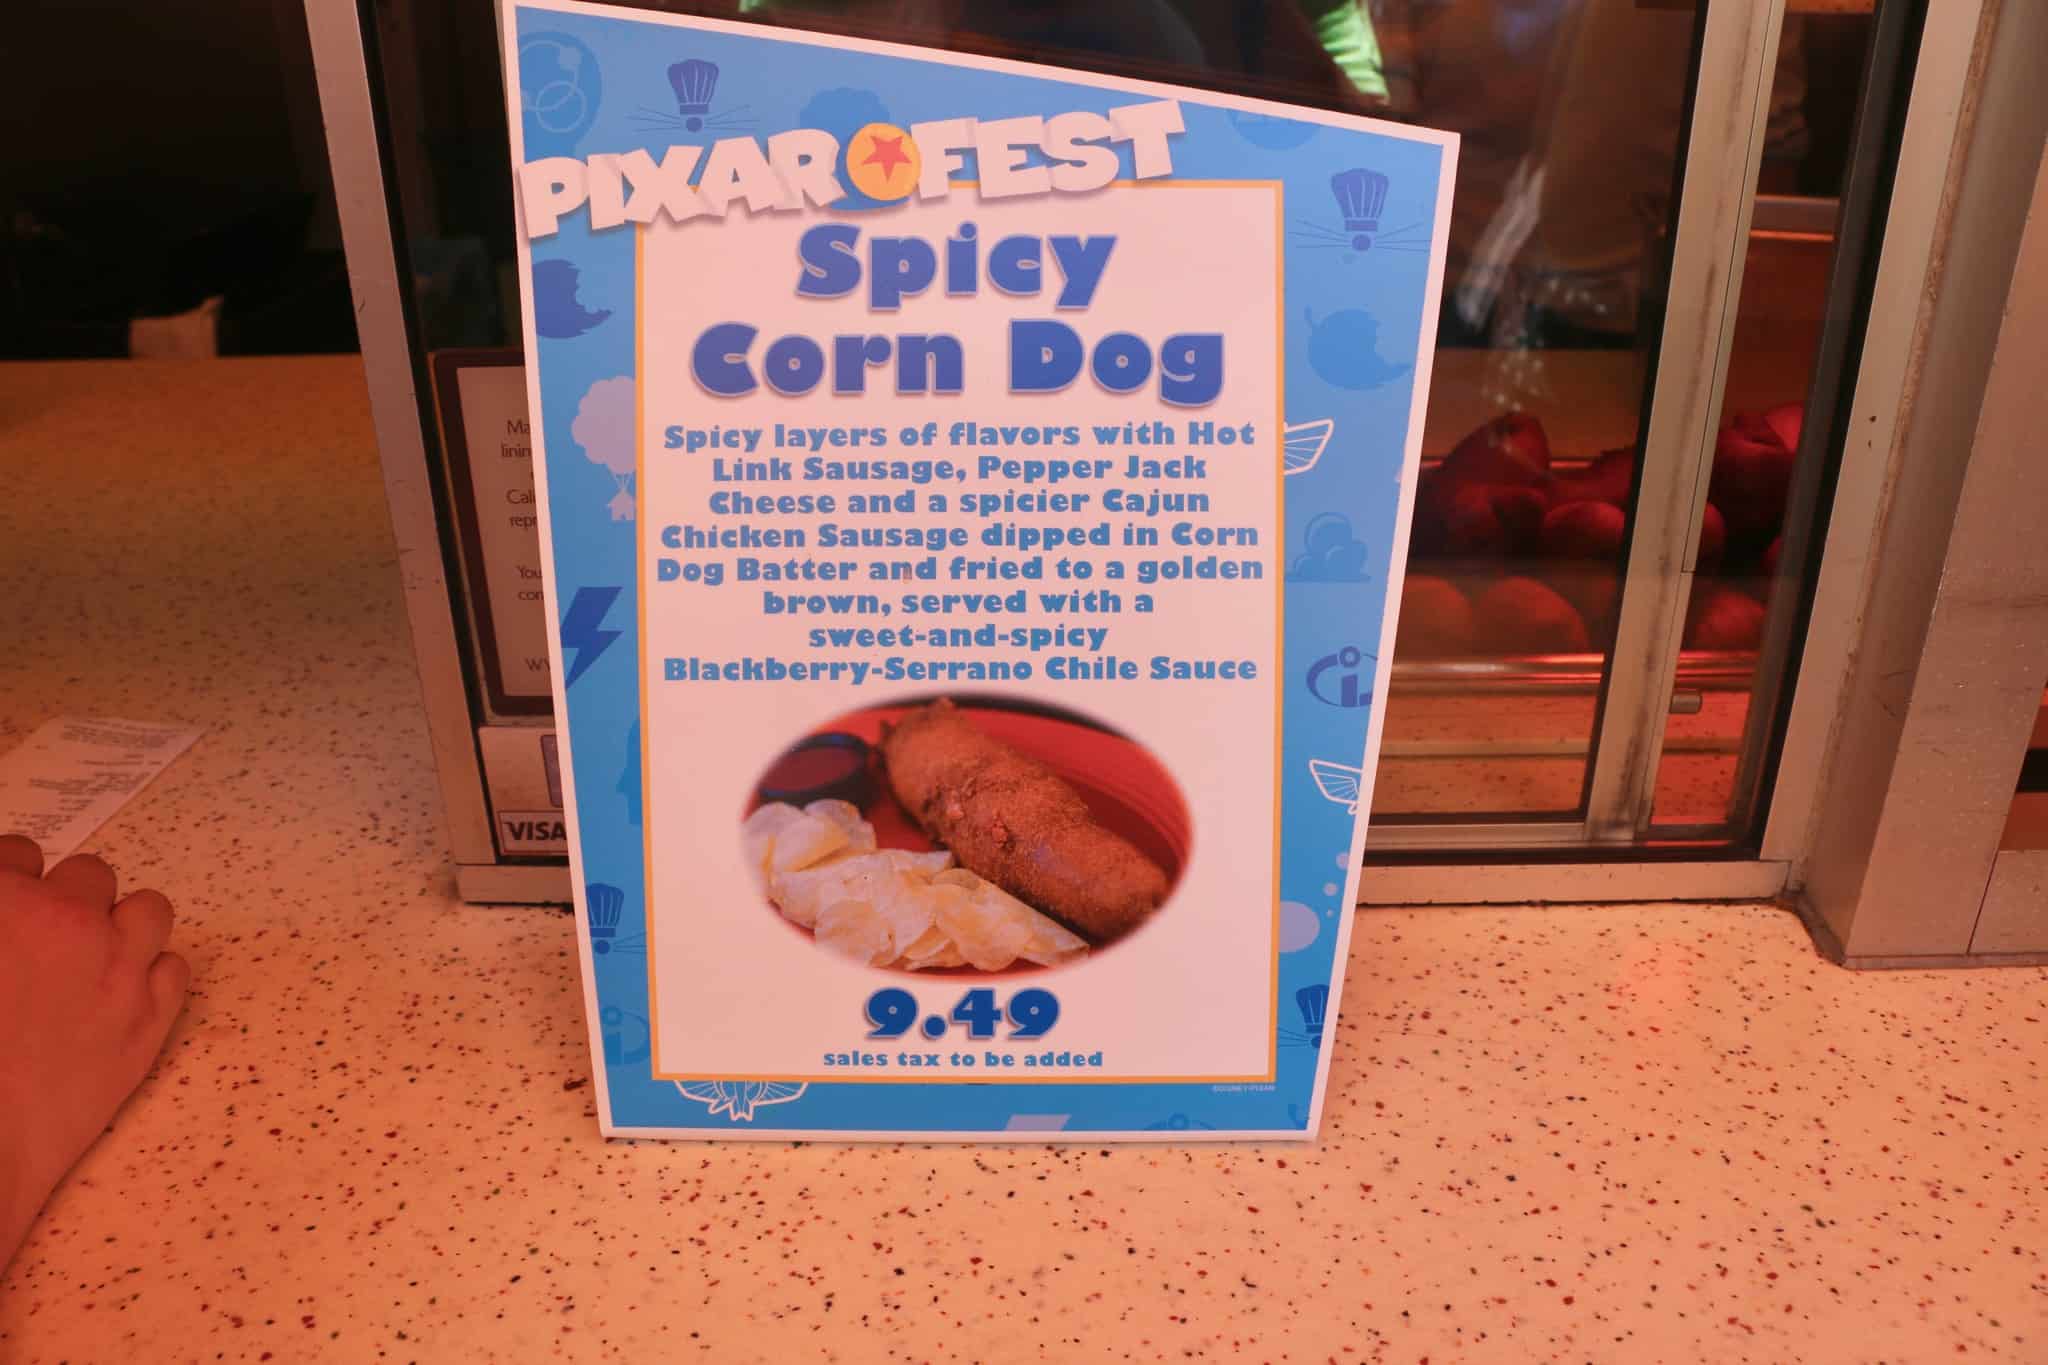 PIXAR FEST
Spicy
Corn Dog
Spicy layers of flavors with Hot
Link Sausage, Pepper Jack
Cheese and a spicier Cajun
Chicken Sausage dipped in Corn
Dog Batter and fried to a golden
brown, served with a
sweet-and-spicy
Blackberry-Serrano Chile Sauce
9.49
sales tax to be added
©DISNEY•PIXAR
VISA